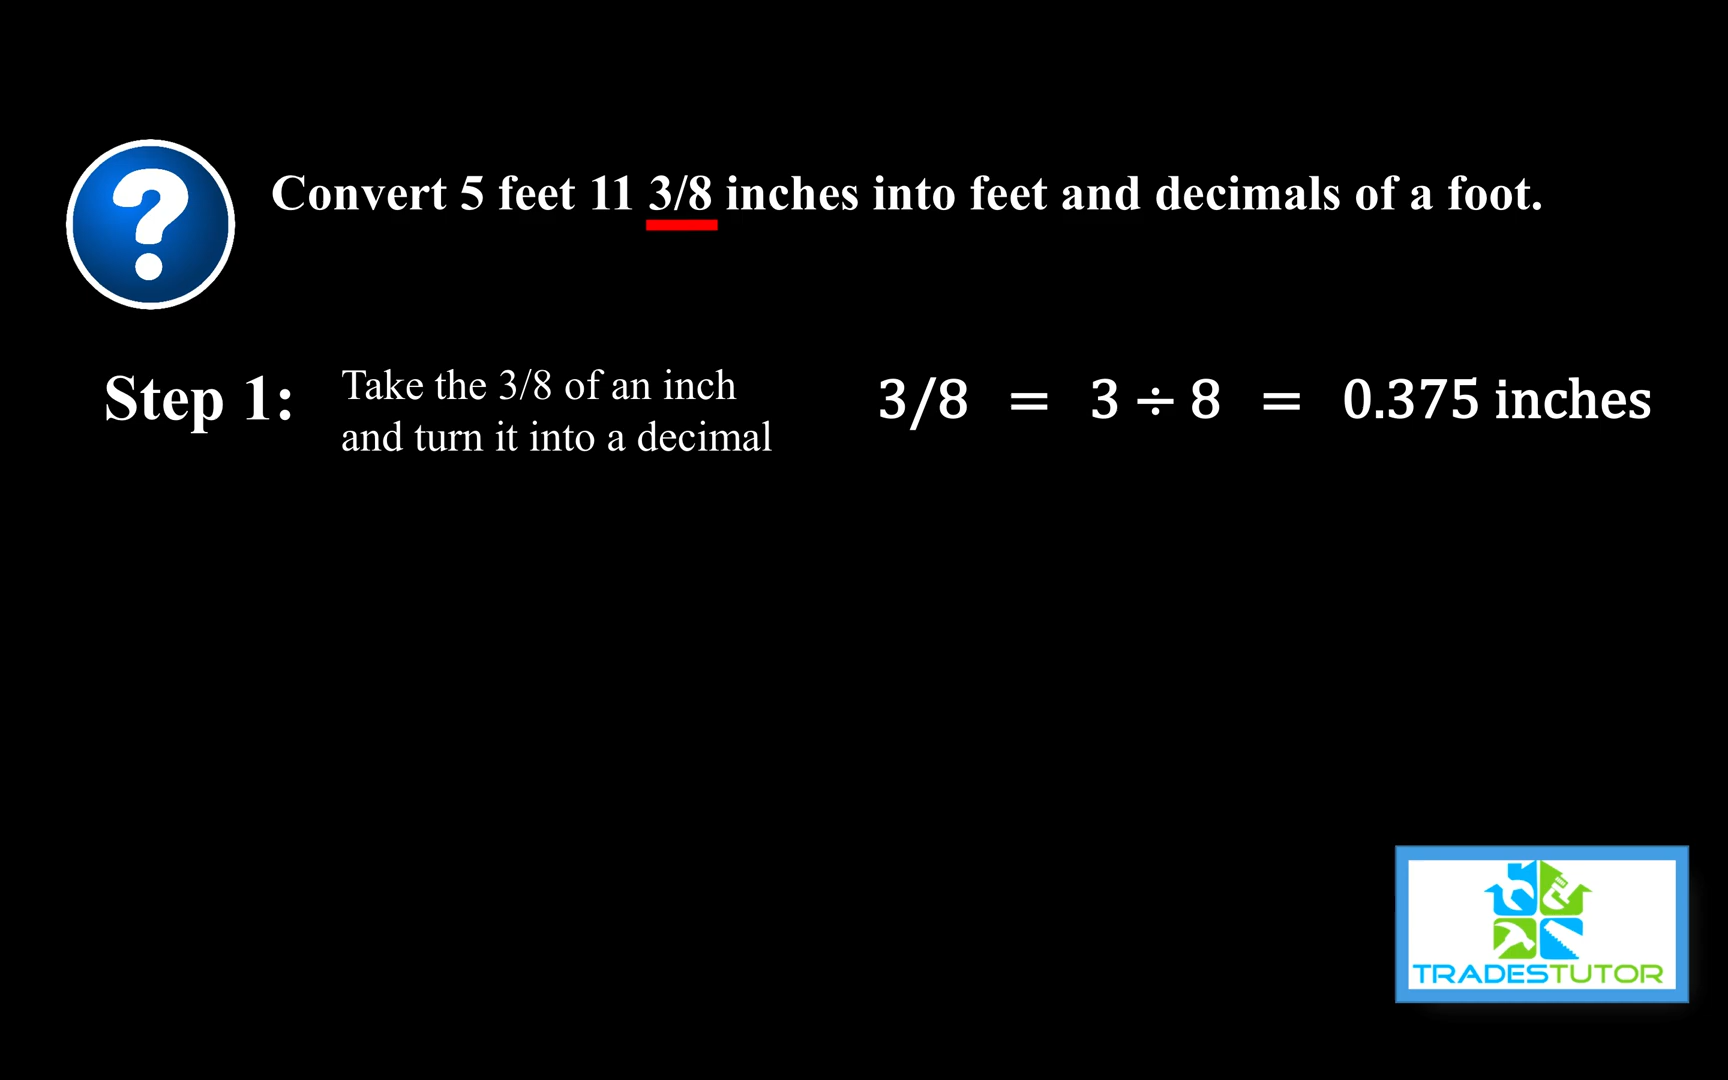 ?
Convert 5 feet 11 3/8 inches into feet and decimals of a foot.
Step 1:
Take the 3/8 of an inch
and turn it into a decimal
3/8 = 3 ÷ 8 = 0.375 inches
TRADESTUTOR